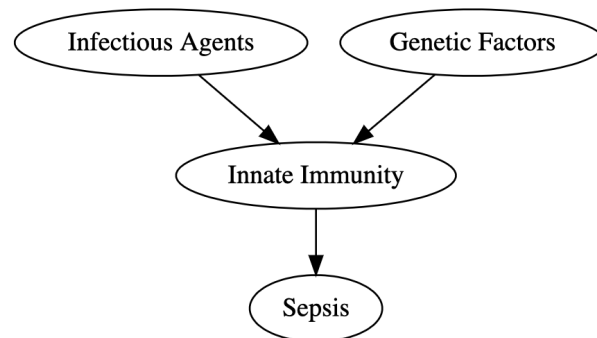 Infectious Agents
Genetic Factors
Innate Immunity
Sepsis